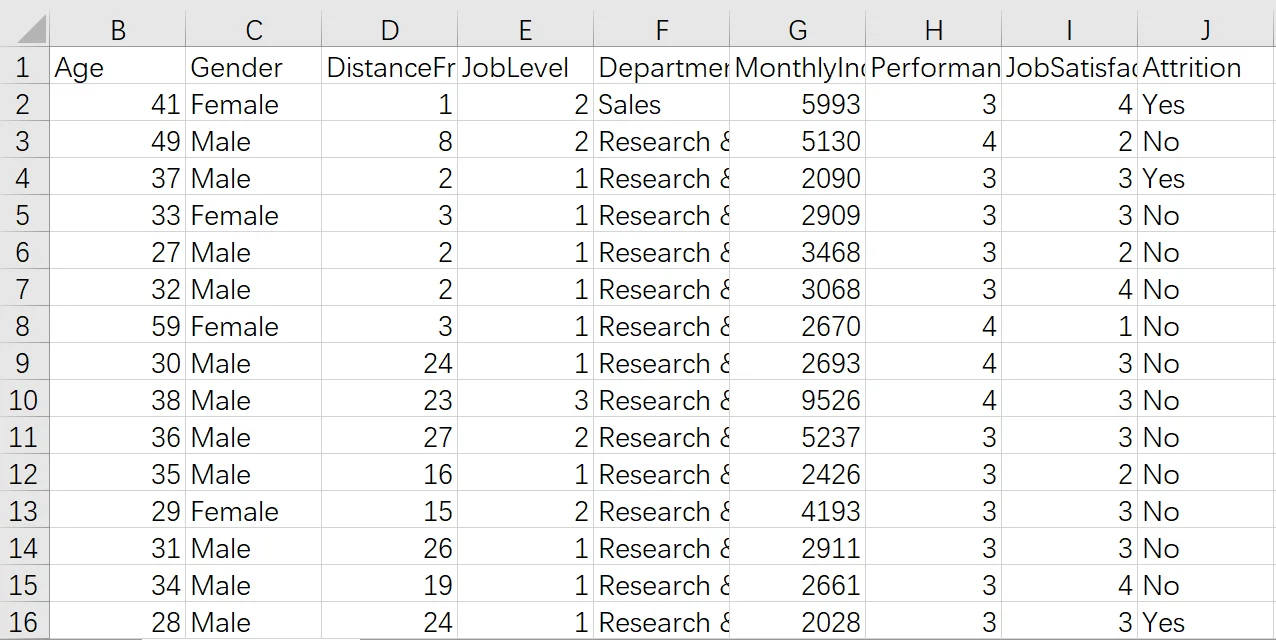 B C D E F G H I J
1 Age Gender DistanceFr JobLevel Departmen MonthlyInc Performan JobSatisfac Attrition
2 41 Female 1 2 Sales 5993 3 4 Yes
3 49 Male 8 2 Research & 5130 4 2 No
4 37 Male 2 1 Research & 2090 3 3 Yes
5 33 Female 3 1 Research & 2909 3 3 No
6 27 Male 2 1 Research & 3468 3 2 No
7 32 Male 2 1 Research & 3068 3 4 No
8 59 Female 3 1 Research & 2670 4 1 No
9 30 Male 24 1 Research & 2693 4 3 No
10 38 Male 23 3 Research & 9526 4 3 No
11 36 Male 27 2 Research & 5237 3 3 No
12 35 Male 16 1 Research & 2426 3 2 No
13 29 Female 15 2 Research & 4193 3 3 No
14 31 Male 26 1 Research & 2911 3 3 No
15 34 Male 19 1 Research & 2661 3 4 No
16 28 Male 24 1 Research & 2028 3 3 Yes